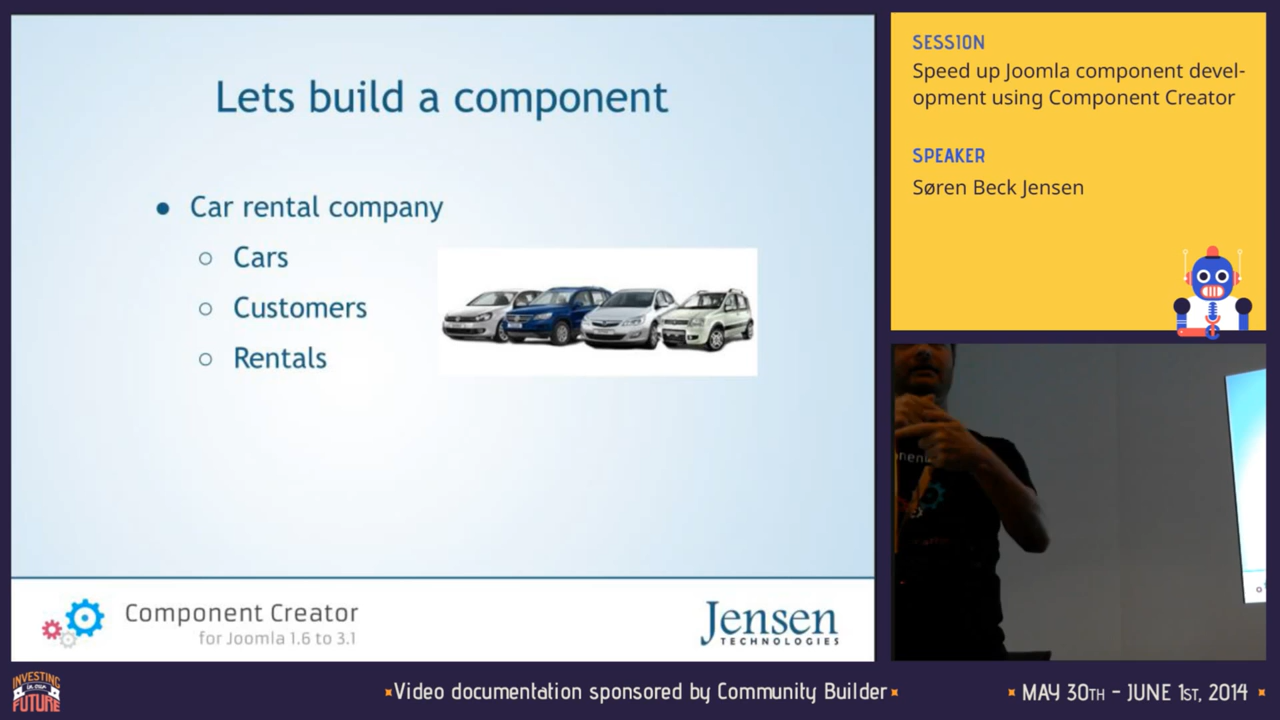 Lets build a component
● Car rental company
○ Cars
○ Customers
○ Rentals
Component Creator
for Joomla 1.6 to 3.1
Jensen
TECHNOLOGIES
SESSION
Speed up Joomla component devel-
opment using Component Creator
SPEAKER
Søren Beck Jensen
INVESTING
IN OUR
FUTURE
Video documentation sponsored by Community Builder
MAY 30TH - JUNE 1ST, 2014